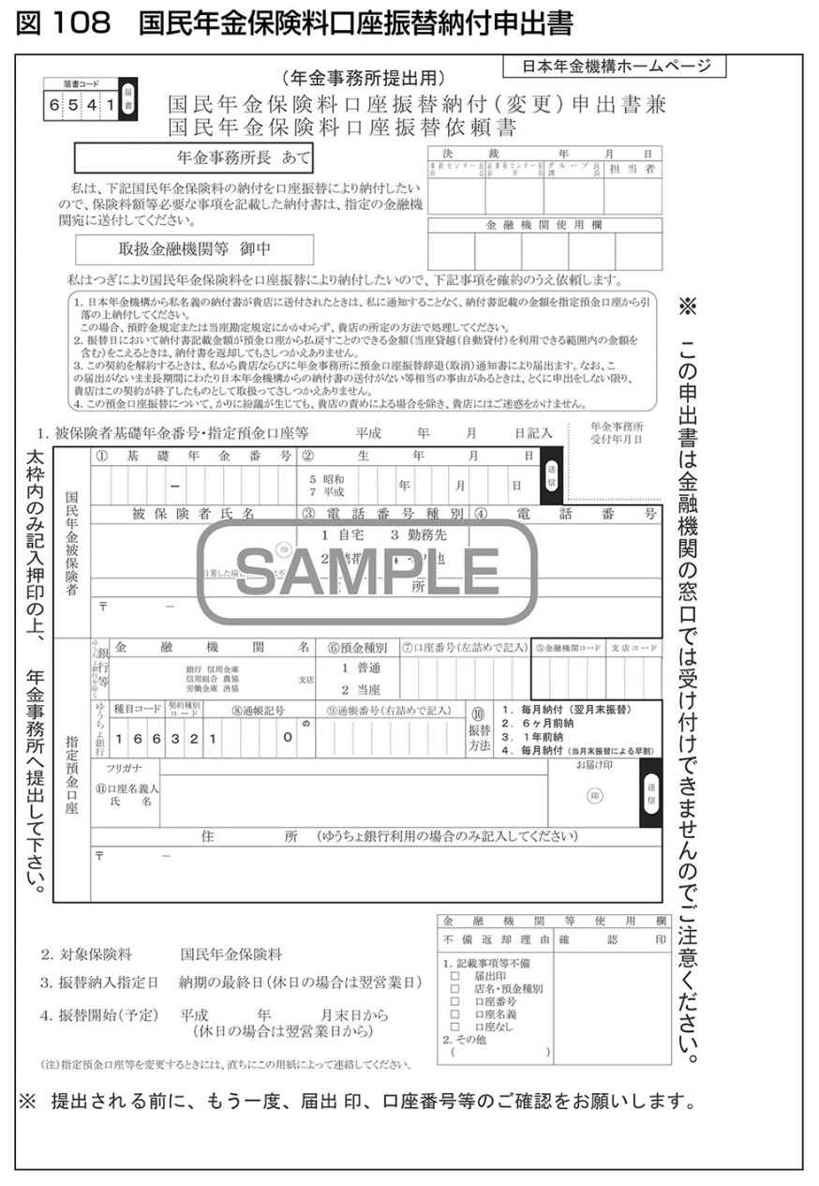 図 108 国民年金保険料口座振替納付申出書
日本年金機構ホームページ
(年金事務所提出用)
届書コード
届書
6541
国民年金保険料口座振替納付(変更)申出書兼
国民年金保険料口座振替依頼書
年金事務所長 あて
決裁 年 月 日
担当者
私は、下記国民年金保険料の納付を口座振替により納付したい
ので、保険料額等必要な事項を記載した納付書は、指定の金融機
関宛に送付してください。
金融機関使用欄
取扱金融機関等 御中
私はつぎにより国民年金保険料を口座振替により納付したいので、下記事項を確約のうえ依頼します。
1. 日本年金機構から私名義の納付書が貴店に送付されたときは、私に通知することなく、納付書記載の金額を指定預金口座から引
落の上納付してください。
この場合、預貯金規定または当座勘定規定にかかわらず、貴店の所定の方法で処理してください。
2. 振替日において納付書記載金額が預金口座から払戻すことのできる金額(当座貸越(自動貸付)を利用できる範囲内の金額を
含む)をこえるときは、納付書を返却してもさしつかえありません。
3. この契約を解約するときは、私から貴店ならびに年金事務所に預金口座振替辞退(取消)通知書により届出ます。なお、こ
の届出がないまま長期間にわたり日本年金機構からの納付書の送付がない等相当の事由があるときは、とくに申出をしない限り、
貴店はこの契約が終了したものとして取扱ってさしつかえありません。
4. この預金口座振替について、かりに紛議が生じても、貴店の責めによる場合を除き、貴店にはご迷惑をかけません。
※ この申出書は金融機関の窓口では受け付けできませんのでご注意ください。
1. 被保険者基礎年金番号・指定預金口座等 平成 年 月 日記入
年金事務所
受付年月日
太枠内のみ記入押印の上、年金事務所へ提出して下さい。
国民年金被保険者
①基礎年金番号
②生年月日
−
5 昭和
7 平成
年 月 日
送信
被保険者氏名
③電話番号種別
④電話番号
1 自宅 3 勤務先
SAMPLE
所
〒 −
指定預金口座
銀行等
金融機関名
⑥預金種別
⑦口座番号(左詰めで記入)
⑤金融機関コード
支店コード
銀行 信用金庫
信用組合 農協
労働金庫 漁協
支店
1 普通
2 当座
ゆうちょ銀行
種目コード
契約種別
コード
⑧通帳記号
の
⑨通帳番号(右詰めで記入)
166321 0
⑩
振替
方法
1. 毎月納付(翌月末振替)
2. 6ヶ月前納
3. 1年前納
4. 毎月納付(当月末振替による早割)
フリガナ
⑪口座名義人
氏名
お届け印
印
送信
住所 (ゆうちょ銀行利用の場合のみ記入してください)
〒 −
2. 対象保険料 国民年金保険料
3. 振替納入指定日 納期の最終日(休日の場合は翌営業日)
4. 振替開始(予定) 平成 年 月末日から
(休日の場合は翌営業日から)
(注)指定預金口座等を変更するときには、直ちにこの用紙によって連絡してください。
金融機関等使用欄
不備返却理由
確認印
1. 記載事項等不備
□ 届出印
□ 店名・預金種別
□ 口座番号
□ 口座名義
□ 口座なし
2. その他
( )
※ 提出される前に、もう一度、届出 印、口座番号等のご確認をお願いします。